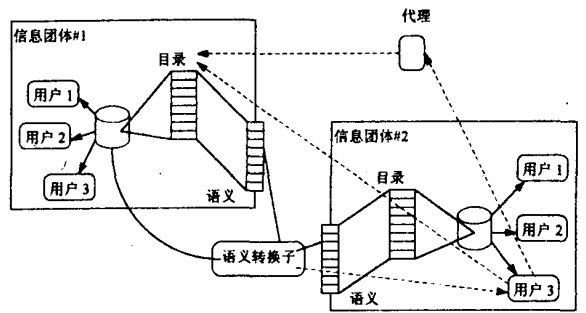 代理
信息团体#1
目录
用户 1
用户 2
用户 3
语义
信息团体#2
目录
用户 1
用户 2
语义转换子
用户 3
语义